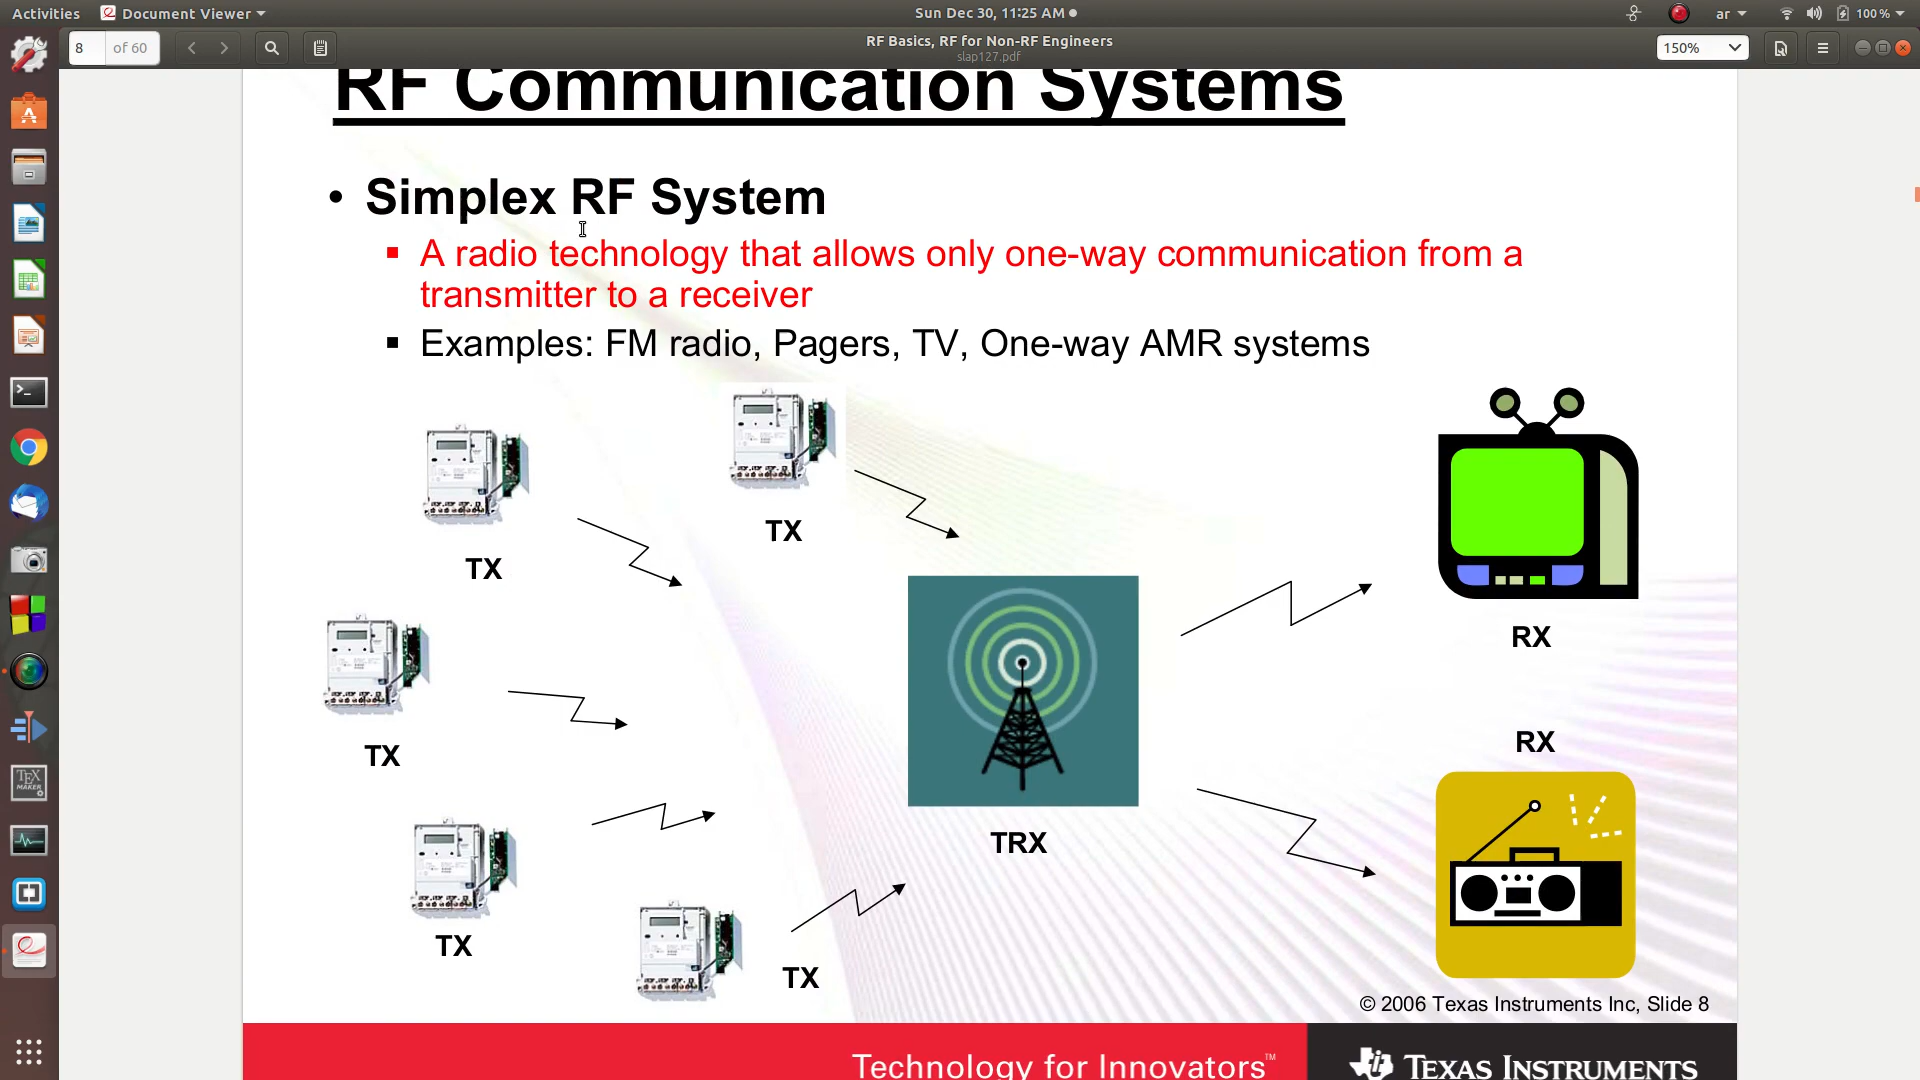 Activities
Document Viewer
Sun Dec 30, 11:25 AM
ar
100 %
8
of 60
RF Basics, RF for Non-RF Engineers
slap127.pdf
150%
RF Communication Systems
• Simplex RF System
▪ A radio technology that allows only one-way communication from a
transmitter to a receiver
▪ Examples: FM radio, Pagers, TV, One-way AMR systems
TX
TX
TX
TX
TX
TRX
RX
RX
© 2006 Texas Instruments Inc, Slide 8
Technology for Innovators™
TEXAS INSTRUMENTS
TEX
MAKER